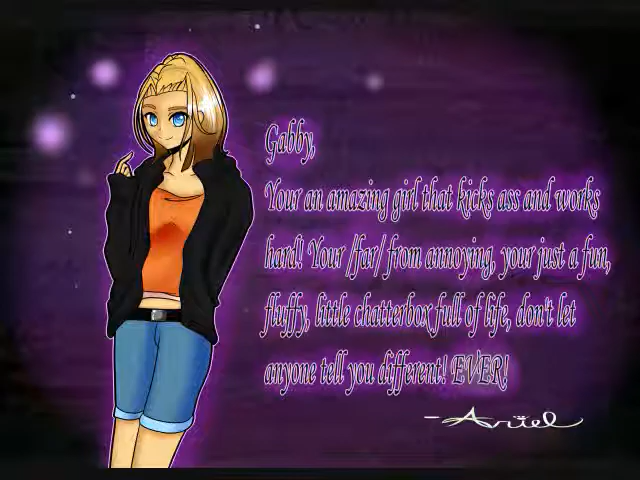 Gabby,
Your an amazing girl that kicks ass and works
hard! Your /far/ from annoying, your just a fun,
fluffy, little chatterbox full of life, don't let
anyone tell you different! EVER!
-Ariel